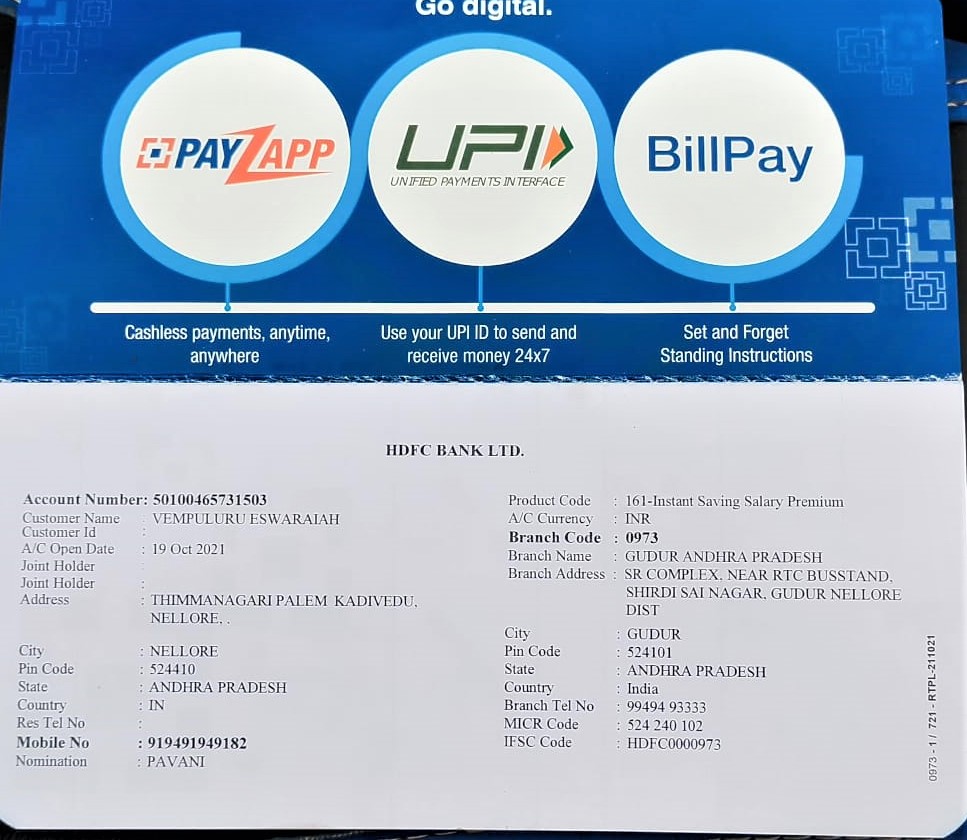 Go digital.
PAYZAPP
UPI
UNIFIED PAYMENTS INTERFACE
BillPay
Cashless payments, anytime,
anywhere
Use your UPI ID to send and
receive money 24x7
Set and Forget
Standing Instructions
HDFC BANK LTD.
Account Number: 50100465731503
Customer Name : VEMPULURU ESWARAIAH
Customer Id :
A/C Open Date : 19 Oct 2021
Joint Holder :
Joint Holder :
Address : THIMMANAGARI PALEM KADIVEDU,
NELLORE, .
City : NELLORE
Pin Code : 524410
State : ANDHRA PRADESH
Country : IN
Res Tel No :
Mobile No : 919491949182
Nomination : PAVANI
Product Code : 161-Instant Saving Salary Premium
A/C Currency : INR
Branch Code : 0973
Branch Name : GUDUR ANDHRA PRADESH
Branch Address : SR COMPLEX, NEAR RTC BUSSTAND,
SHIRDI SAI NAGAR, GUDUR NELLORE
DIST
City : GUDUR
Pin Code : 524101
State : ANDHRA PRADESH
Country : India
Branch Tel No : 99494 93333
MICR Code : 524 240 102
IFSC Code : HDFC0000973
0973 - 1 / 721 - RTPL-211021